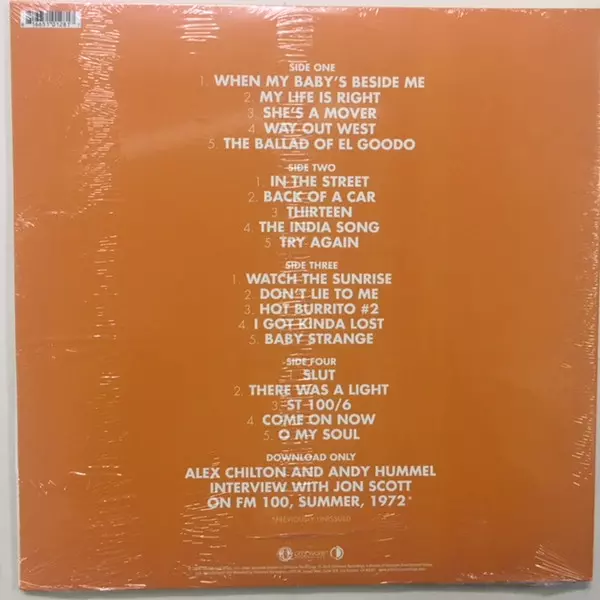 SIDE ONE
1. WHEN MY BABY'S BESIDE ME
2. MY LIFE IS RIGHT
3. SHE'S A MOVER
4. WAY OUT WEST
5. THE BALLAD OF EL GOODO
SIDE TWO
1. IN THE STREET
2. BACK OF A CAR
3. THIRTEEN
4. THE INDIA SONG
5. TRY AGAIN
SIDE THREE
1. WATCH THE SUNRISE
2. DON'T LIE TO ME
3. HOT BURRITO #2
4. I GOT KINDA LOST
5. BABY STRANGE
SIDE FOUR
1. SLUT
2. THERE WAS A LIGHT
3. ST 100/6
4. COME ON NOW
5. O MY SOUL
DOWNLOAD ONLY
ALEX CHILTON AND ANDY HUMMEL
INTERVIEW WITH JON SCOTT
ON FM 100, SUMMER, 1972*
*PREVIOUSLY UNISSUED